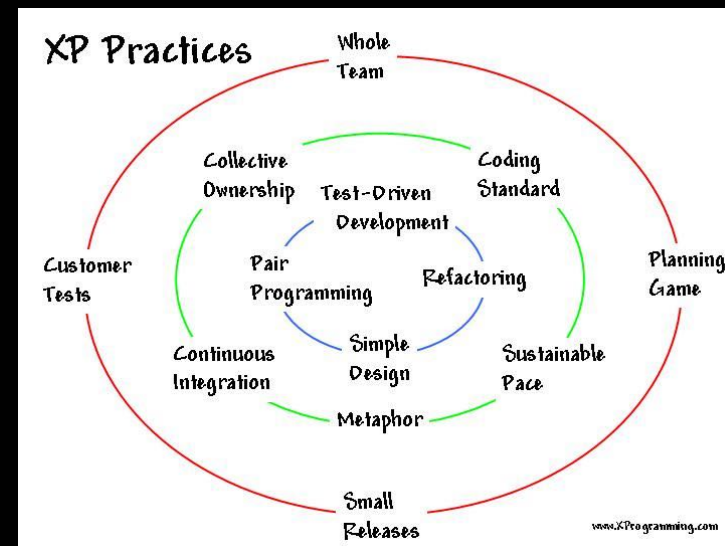 XP Practices
Whole
Team
Collective
Ownership
Coding
Standard
Test-Driven
Development
Customer
Tests
Pair
Programming
Refactoring
Planning
Game
Continuous
Integration
Simple
Design
Sustainable
Pace
Metaphor
Small
Releases
www.XProgramming.com